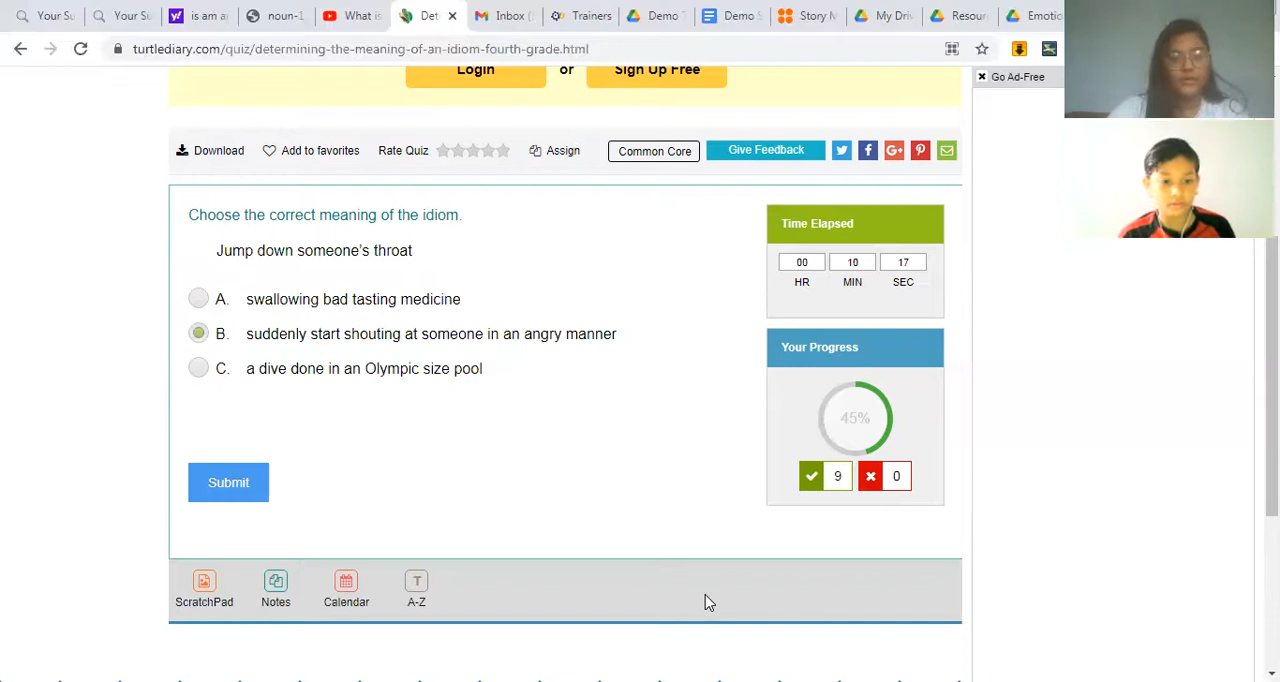 Your Su
Your Su
is am a
noun-1
What is
Det
Inbox (
Trainers
Demo T
Demo S
Story M
My Driv
Resour
Emotio
turtlediary.com/quiz/determining-the-meaning-of-an-idiom-fourth-grade.html
Go Ad-Free
Login or Sign Up Free
Download Add to favorites Rate Quiz Assign Common Core Give Feedback
Choose the correct meaning of the idiom.
Jump down someone's throat
A. swallowing bad tasting medicine
B. suddenly start shouting at someone in an angry manner
C. a dive done in an Olympic size pool
Submit
Time Elapsed
00 10 17
HR MIN SEC
Your Progress
45%
9 0
ScratchPad Notes Calendar A-Z